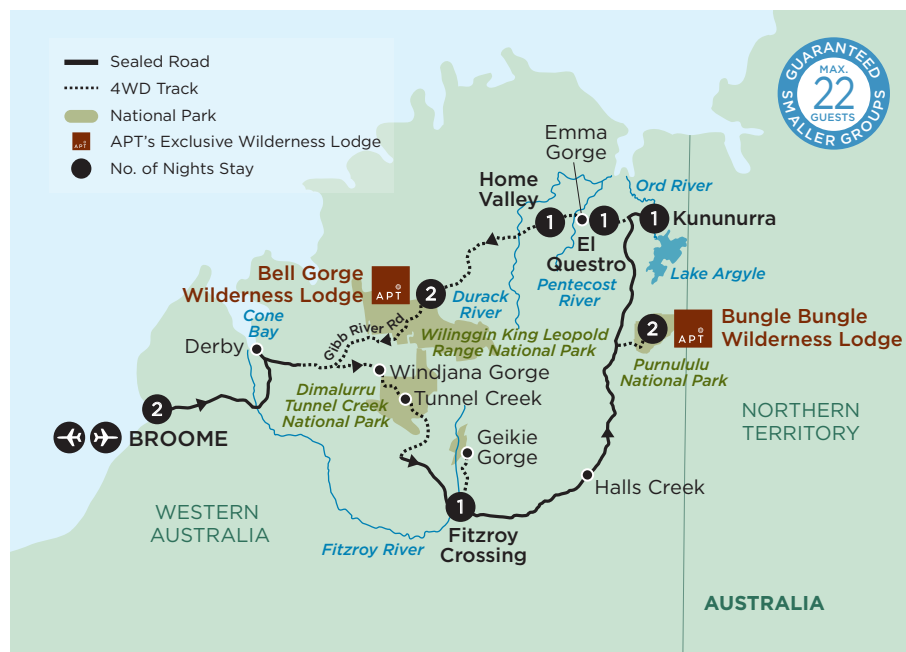 Sealed Road
4WD Track
National Park
APT
APT's Exclusive Wilderness Lodge
No. of Nights Stay
GUARANTEED
MAX.
22
GUESTS
SMALLER GROUPS
Emma
Gorge
Ord River
Home
Valley
1
1
1
Kununurra
El
Questro
Lake Argyle
Pentecost
River
Bell Gorge
Wilderness Lodge
APT
2
Durack
River
Bungle Bungle
Wilderness Lodge
2
APT
Cone
Bay
Gibb River Rd
Wilinggin King Leopold
Range National Park
Derby
Purnululu
National Park
Windjana Gorge
Dimalurru
Tunnel Creek
National Park
Tunnel Creek
2
BROOME
NORTHERN
TERRITORY
Geikie
Gorge
Halls Creek
WESTERN
AUSTRALIA
1
Fitzroy River
Fitzroy
Crossing
AUSTRALIA